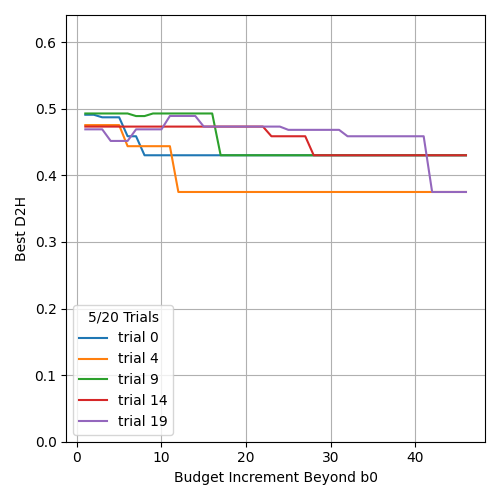 0.6
0.5
0.4
0.3
0.2
0.1
0.0
Best D2H
5/20 Trials
trial 0
trial 4
trial 9
trial 14
trial 19
0 10 20 30 40
Budget Increment Beyond b0